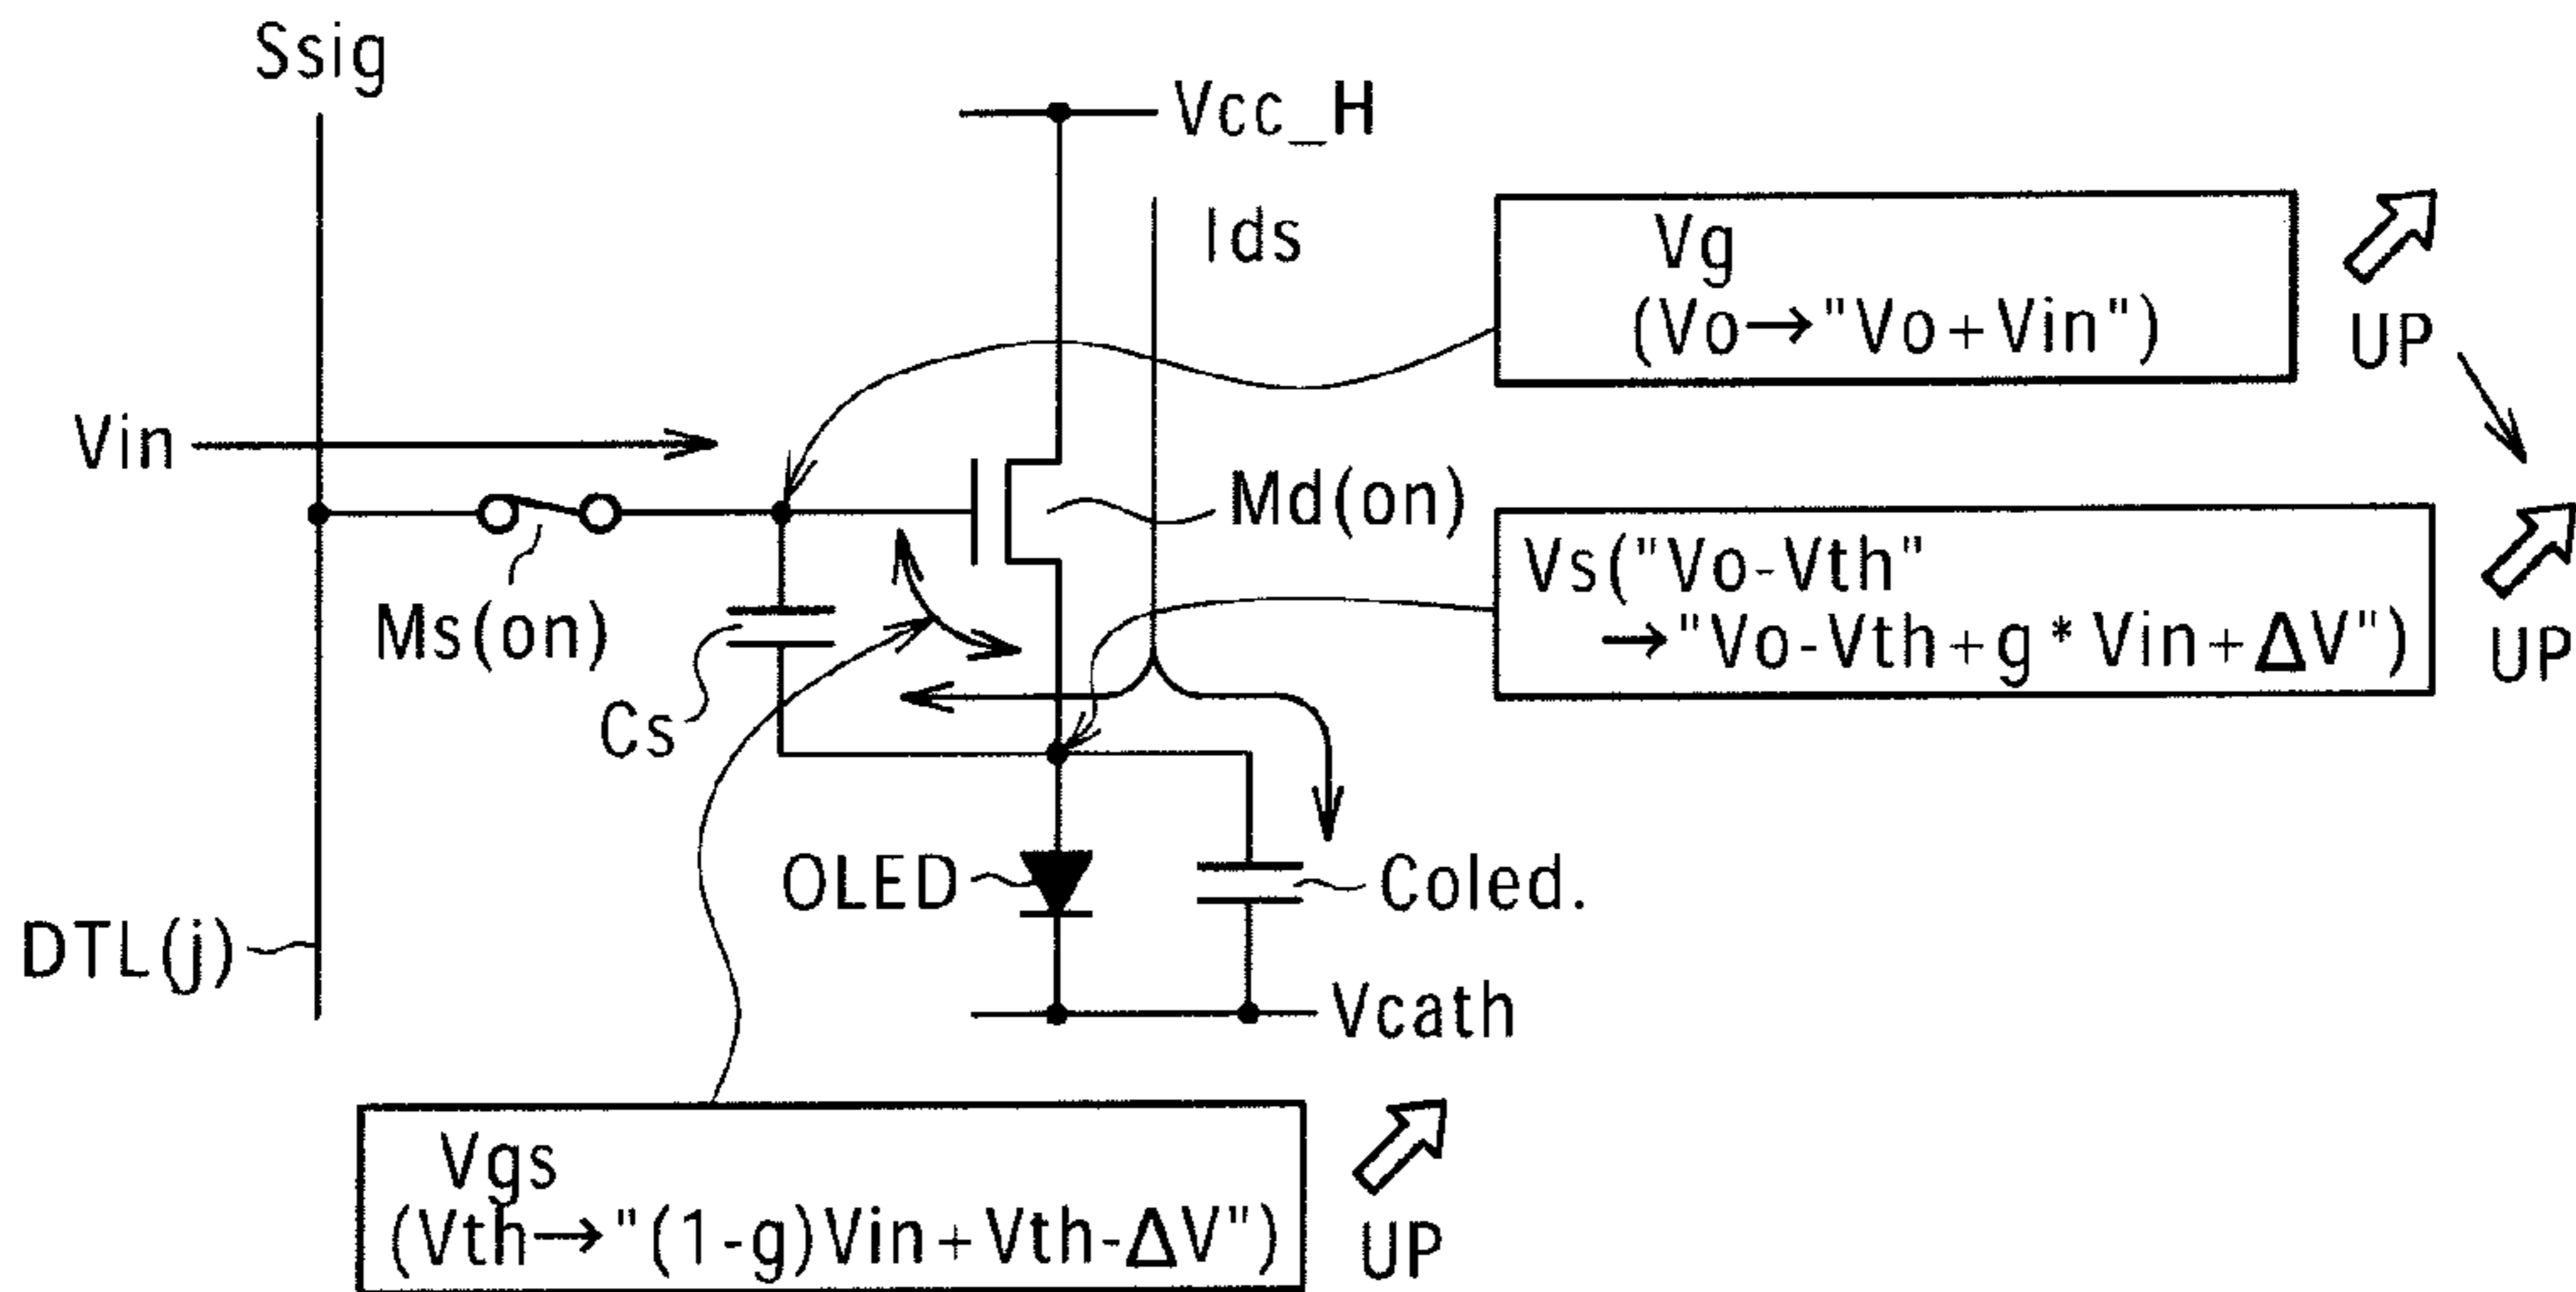 Ssig
Vcc_H
Ids
Vg
(Vo→"Vo+Vin")
UP
Vin
Md(on)
Vs("Vo-Vth"
→"Vo-Vth+g*Vin+ΔV")
UP
Ms(on)
Cs
OLED
Coled.
DTL(j)
Vcath
Vgs
(Vth→"(1-g)Vin+Vth-ΔV")
UP